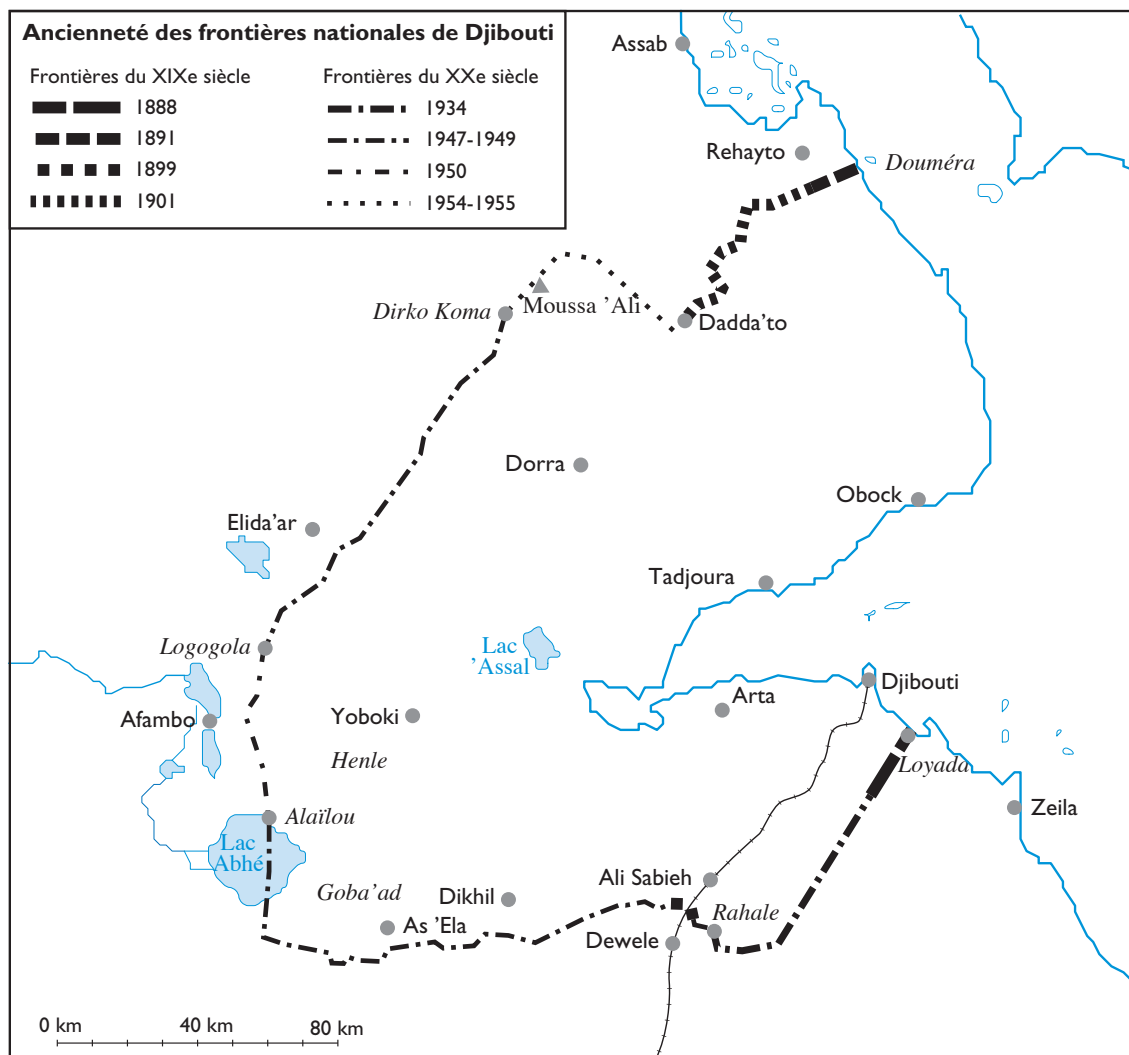 Ancienneté des frontières nationales de Djibouti
Frontières du XIXe siècle
1888
1891
1899
1901
Frontières du XXe siècle
1934
1947-1949
1950
1954-1955
Assab
Rehayto
Douméra
Dirko Koma
Moussa ’Ali
Dadda’to
Dorra
Obock
Elida’ar
Tadjoura
Logogola
Lac
’Assal
Djibouti
Afambo
Yoboki
Arta
Henle
Loyada
Alaïlou
Zeila
Lac
Abhé
Goba’ad
Dikhil
Ali Sabieh
As ’Ela
Rahale
Dewele
0 km
40 km
80 km